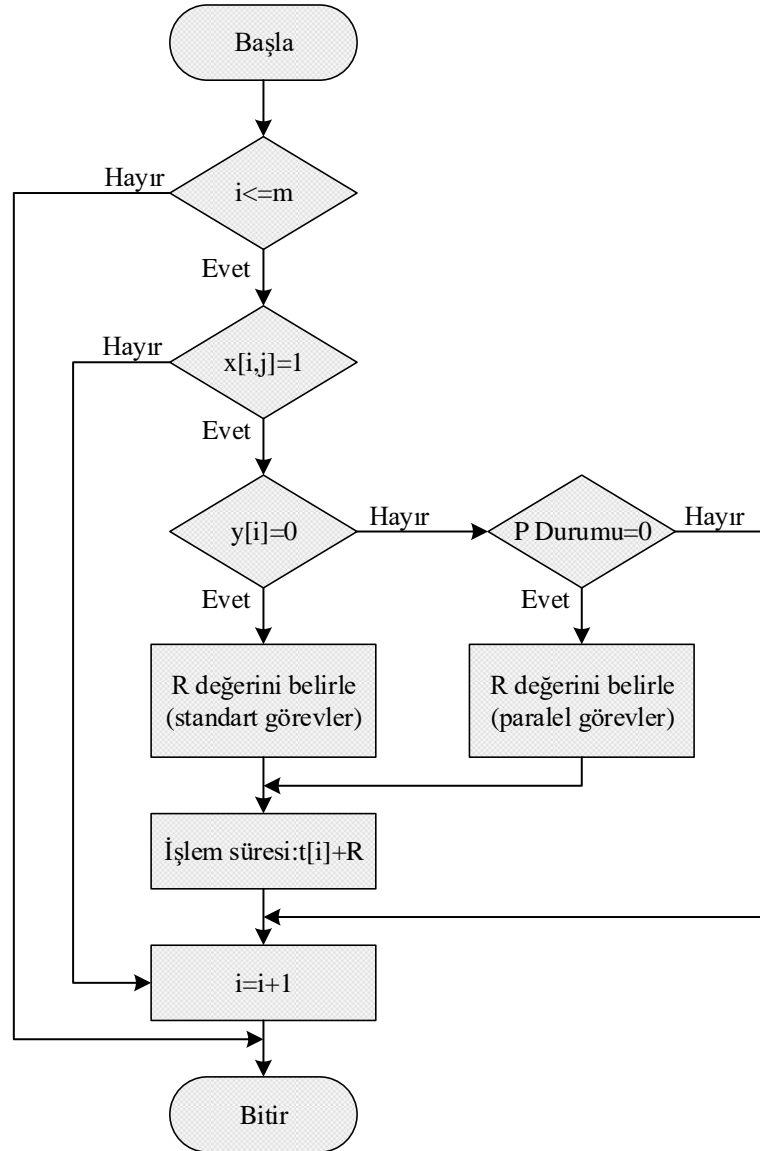 Başla
Hayır
i<=m
Evet
Hayır
x[i,j]=1
Evet
y[i]=0
Hayır
P Durumu=0
Hayır
Evet
Evet
R değerini belirle
(standart görevler)
R değerini belirle
(paralel görevler)
İşlem süresi:t[i]+R
i=i+1
Bitir